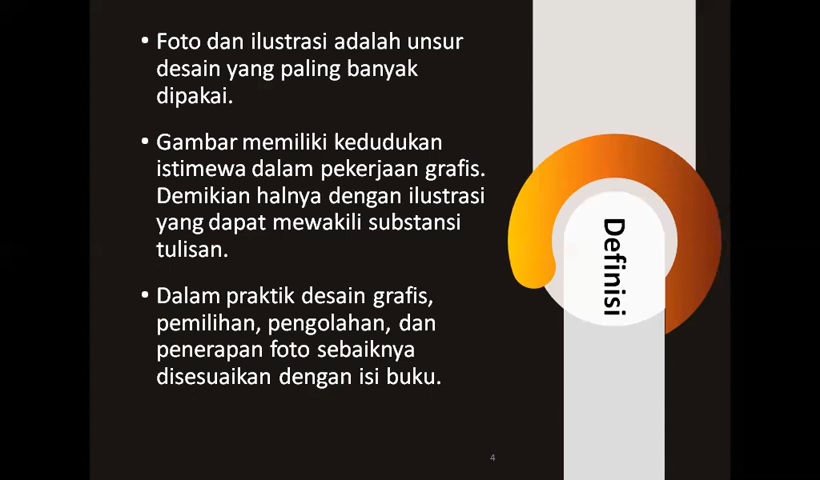 • Foto dan ilustrasi adalah unsur
desain yang paling banyak
dipakai.
• Gambar memiliki kedudukan
istimewa dalam pekerjaan grafis.
Demikian halnya dengan ilustrasi
yang dapat mewakili substansi
tulisan.
• Dalam praktik desain grafis,
pemilihan, pengolahan, dan
penerapan foto sebaiknya
disesuaikan dengan isi buku.
Definisi
4